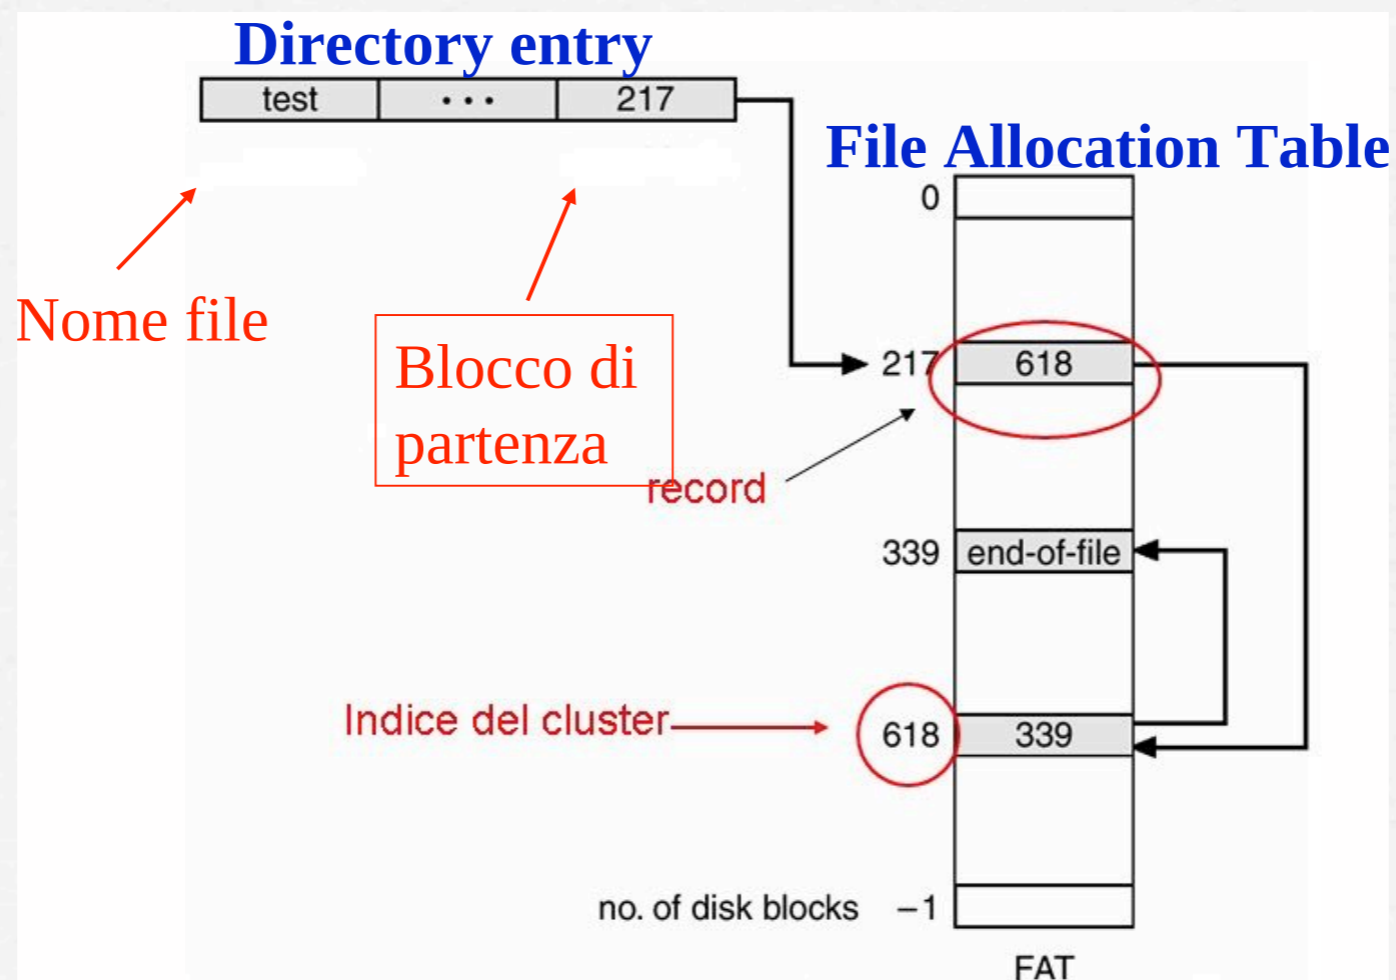 Directory entry
test ... 217
File Allocation Table
0
Nome file
Blocco di
partenza
217 618
record
339 end-of-file
Indice del cluster
618 339
no. of disk blocks –1
FAT